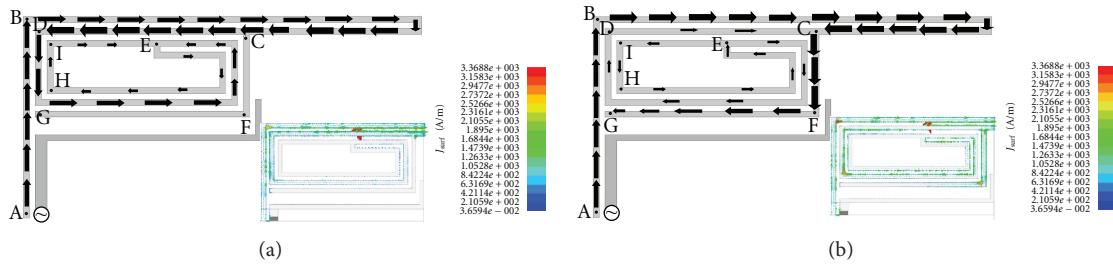 B
D
C
E
I
H
G
F
A
~
3.3688e+003
3.1583e+003
2.9477e+003
2.7372e+003
2.5266e+003
2.3161e+003
2.1055e+003
1.895e+003
1.6844e+003
1.4739e+003
1.2633e+003
1.0528e+003
8.4224e+002
6.3169e+002
4.2114e+002
2.1059e+002
3.6594e−002
Jsurf (A/m)
(a)
B
D
C
E
I
H
G
F
A
~
3.3688e+003
3.1583e+003
2.9477e+003
2.7372e+003
2.5266e+003
2.3161e+003
2.1055e+003
1.895e+003
1.6844e+003
1.4739e+003
1.2633e+003
1.0528e+003
8.4224e+002
6.3169e+002
4.2114e+002
2.1059e+002
3.6594e−002
Jsurf (A/m)
(b)